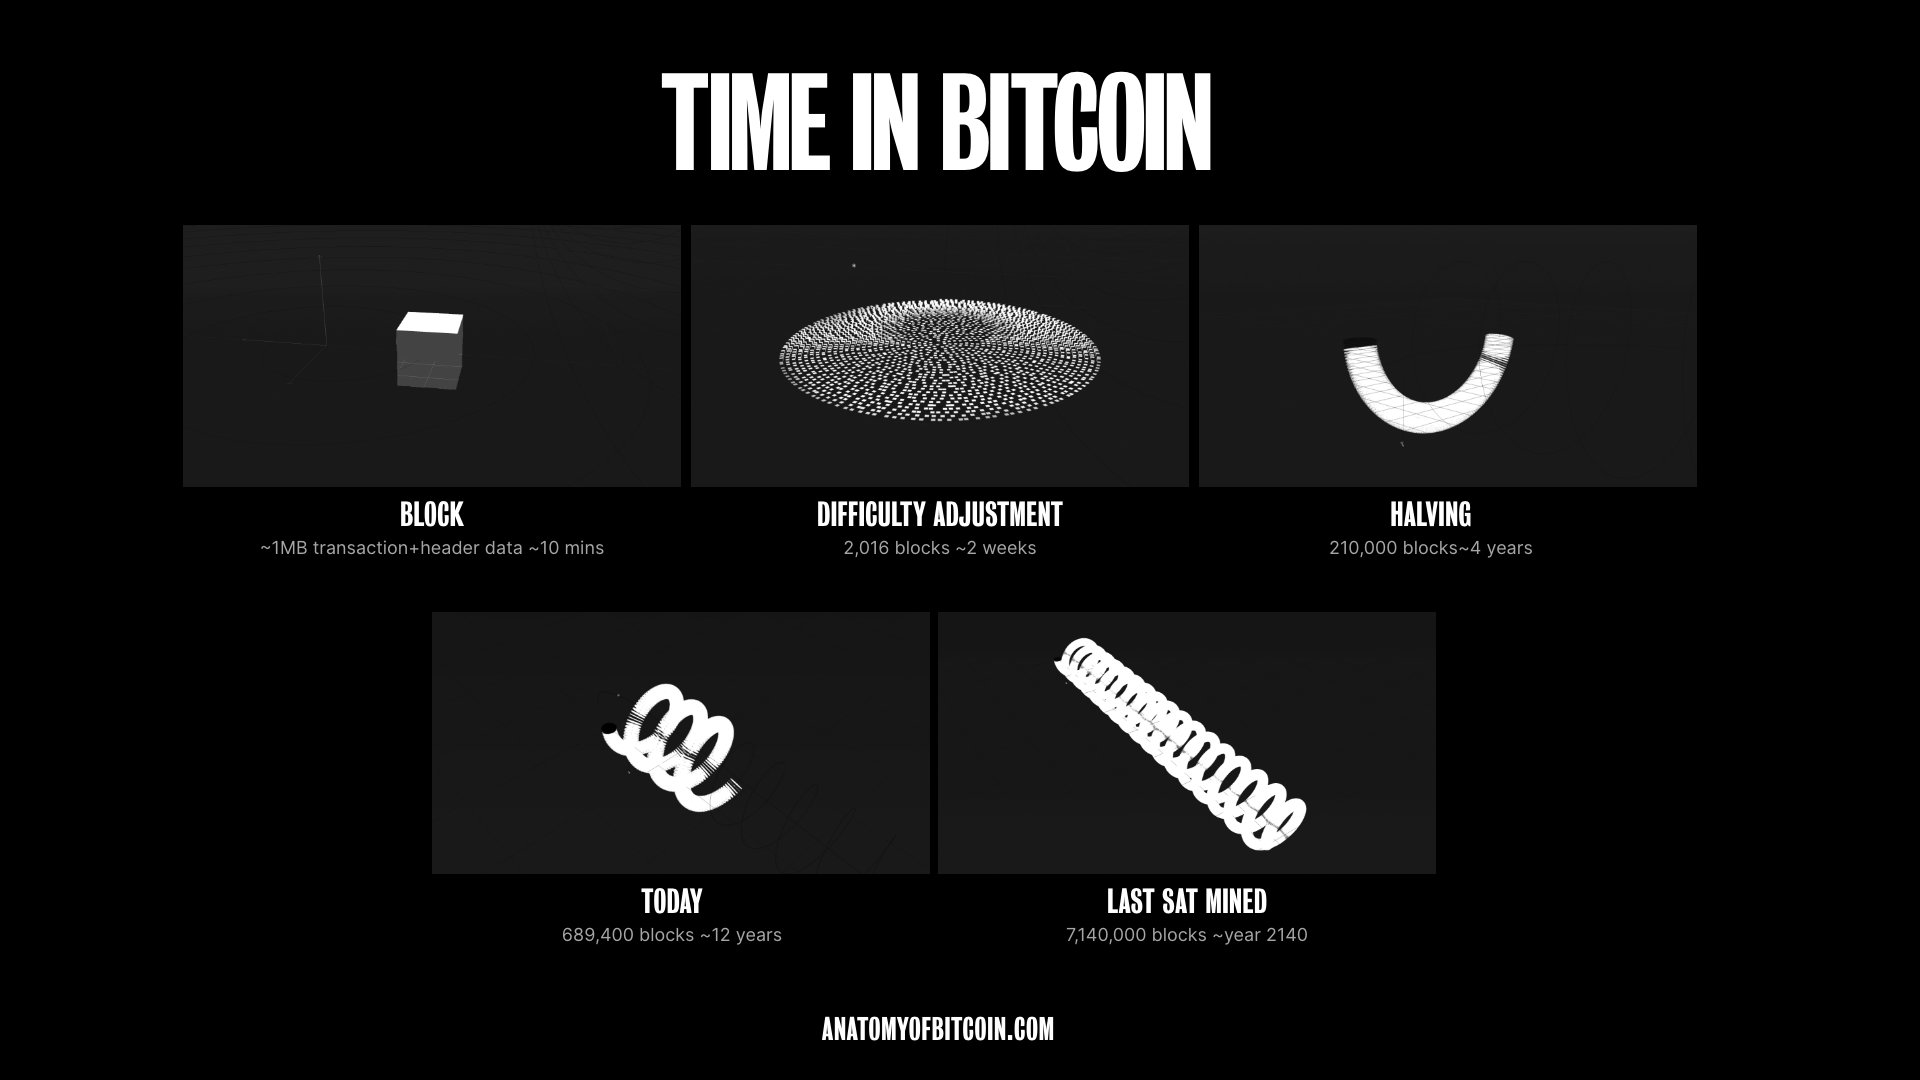 TIME IN BITCOIN
BLOCK
~1MB transaction+header data ~10 mins
DIFFICULTY ADJUSTMENT
2,016 blocks ~2 weeks
HALVING
210,000 blocks~4 years
TODAY
689,400 blocks ~12 years
LAST SAT MINED
7,140,000 blocks ~year 2140
ANATOMYOFBITCOIN.COM